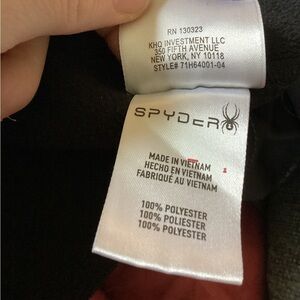 RN 130323
KHQ INVESTMENT LLC
350 FIFTH AVENUE
NEW YORK, NY 10118
STYLE# 71H64001-04
SPYDER
MADE IN VIETNAM
HECHO EN VIETNAM
FABRIQUÉ AU VIETNAM
100% POLYESTER
100% POLIESTER
100% POLYESTER